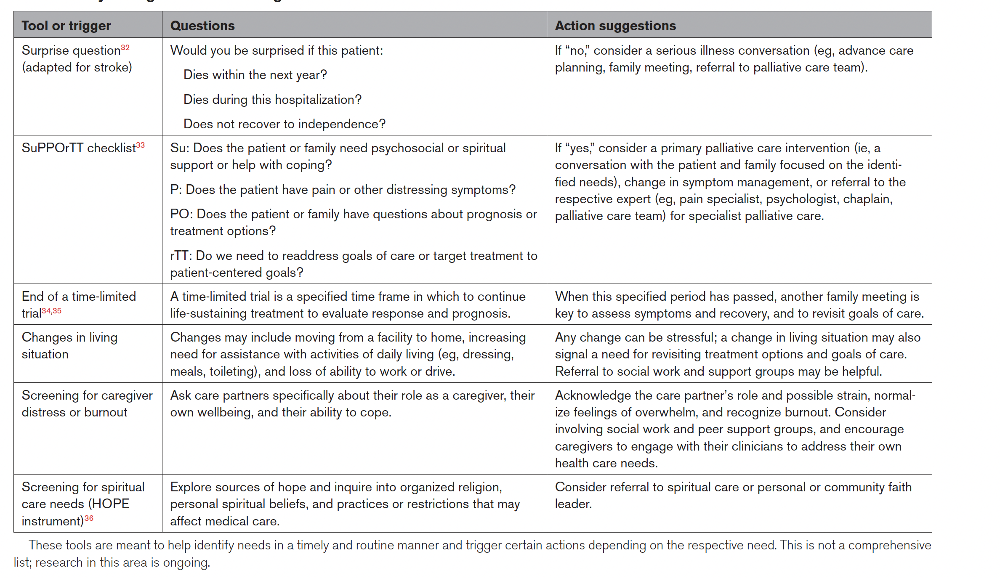 Tool or trigger
Questions
Action suggestions
Surprise question32
(adapted for stroke)
Would you be surprised if this patient:
Dies within the next year?
Dies during this hospitalization?
Does not recover to independence?
If “no,” consider a serious illness conversation (eg, advance care
planning, family meeting, referral to palliative care team).
SuPPOrTT checklist33
Su: Does the patient or family need psychosocial or spiritual
support or help with coping?
P: Does the patient have pain or other distressing symptoms?
PO: Does the patient or family have questions about prognosis or
treatment options?
rTT: Do we need to readdress goals of care or target treatment to
patient-centered goals?
If “yes,” consider a primary palliative care intervention (ie, a
conversation with the patient and family focused on the identi-
fied needs), change in symptom management, or referral to the
respective expert (eg, pain specialist, psychologist, chaplain,
palliative care team) for specialist palliative care.
End of a time-limited
trial34,35
A time-limited trial is a specified time frame in which to continue
life-sustaining treatment to evaluate response and prognosis.
When this specified period has passed, another family meeting is
key to assess symptoms and recovery, and to revisit goals of care.
Changes in living
situation
Changes may include moving from a facility to home, increasing
need for assistance with activities of daily living (eg, dressing,
meals, toileting), and loss of ability to work or drive.
Any change can be stressful; a change in living situation may also
signal a need for revisiting treatment options and goals of care.
Referral to social work and support groups may be helpful.
Screening for caregiver
distress or burnout
Ask care partners specifically about their role as a caregiver, their
own wellbeing, and their ability to cope.
Acknowledge the care partner’s role and possible strain, normal-
ize feelings of overwhelm, and recognize burnout. Consider
involving social work and peer support groups, and encourage
caregivers to engage with their clinicians to address their own
health care needs.
Screening for spiritual
care needs (HOPE
instrument)36
Explore sources of hope and inquire into organized religion,
personal spiritual beliefs, and practices or restrictions that may
affect medical care.
Consider referral to spiritual care or personal or community faith
leader.
These tools are meant to help identify needs in a timely and routine manner and trigger certain actions depending on the respective need. This is not a comprehensive
list; research in this area is ongoing.